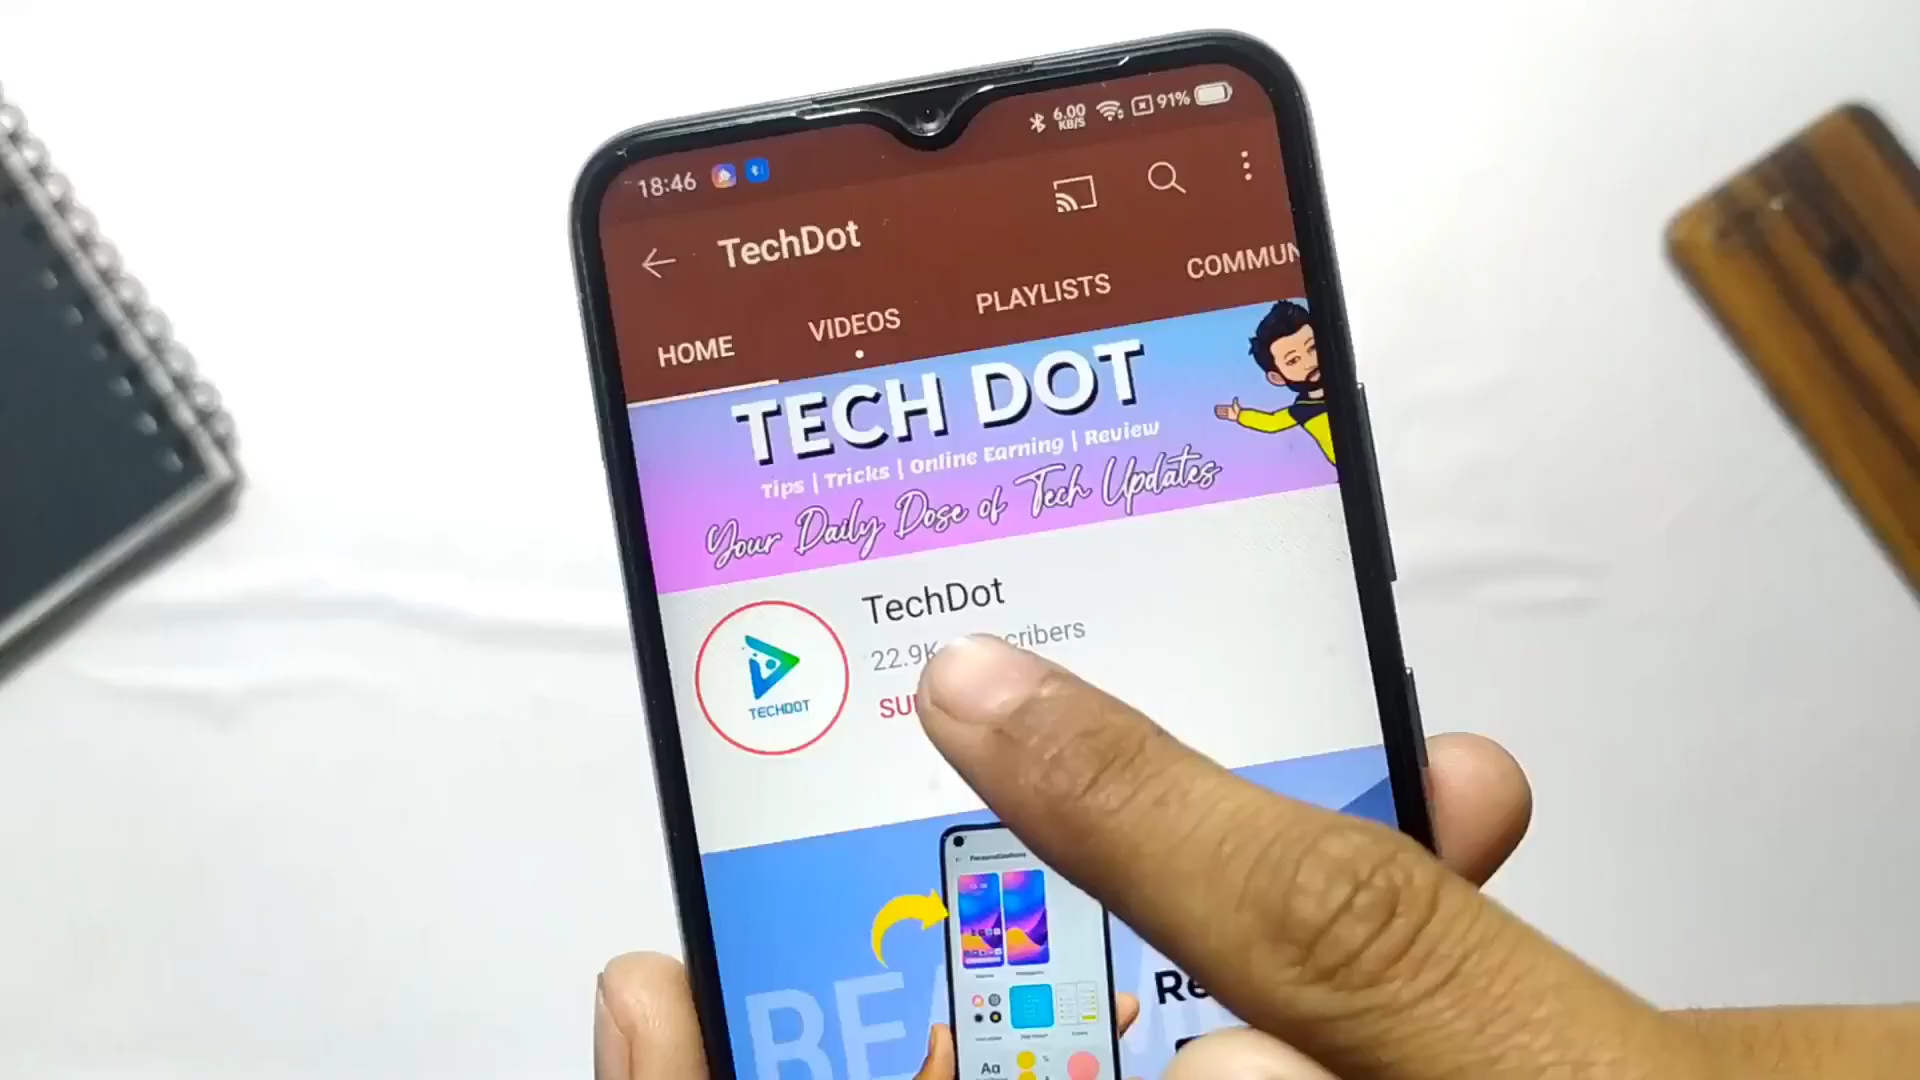 18:46
6.00
KB/S
91%
TechDot
HOME
VIDEOS
PLAYLISTS
COMMUN
TECH DOT
Tips | Tricks | Online Earning | Review
Your Daily Dose of Tech Updates
TechDot
22.9K cribers
SU
TECHDOT
BE
Re
Aa